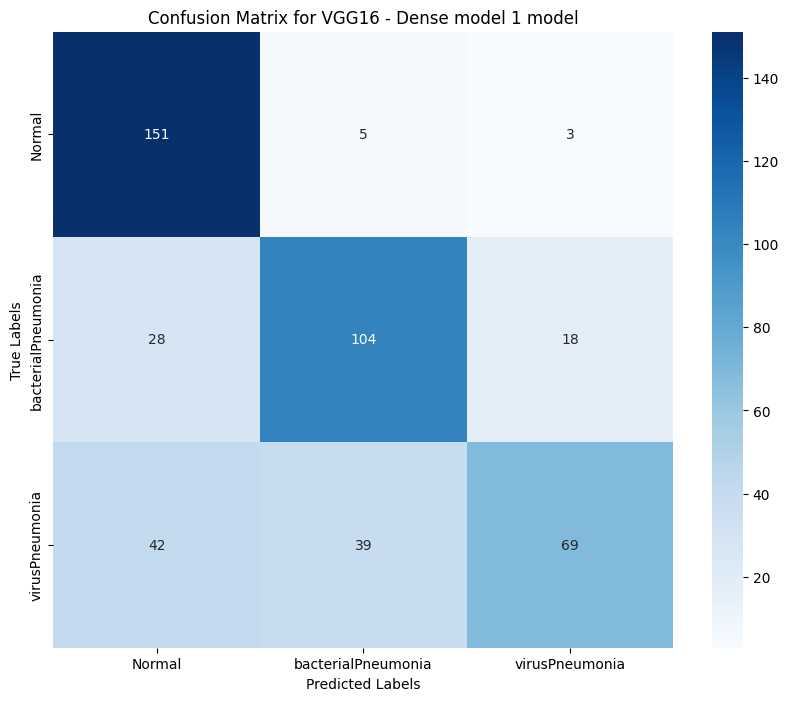 Confusion Matrix for VGG16 - Dense model 1 model
True Labels
Normal
151
5
3
bacterialPneumonia
28
104
18
virusPneumonia
42
39
69
Normal
bacterialPneumonia
virusPneumonia
Predicted Labels
140
120
100
80
60
40
20